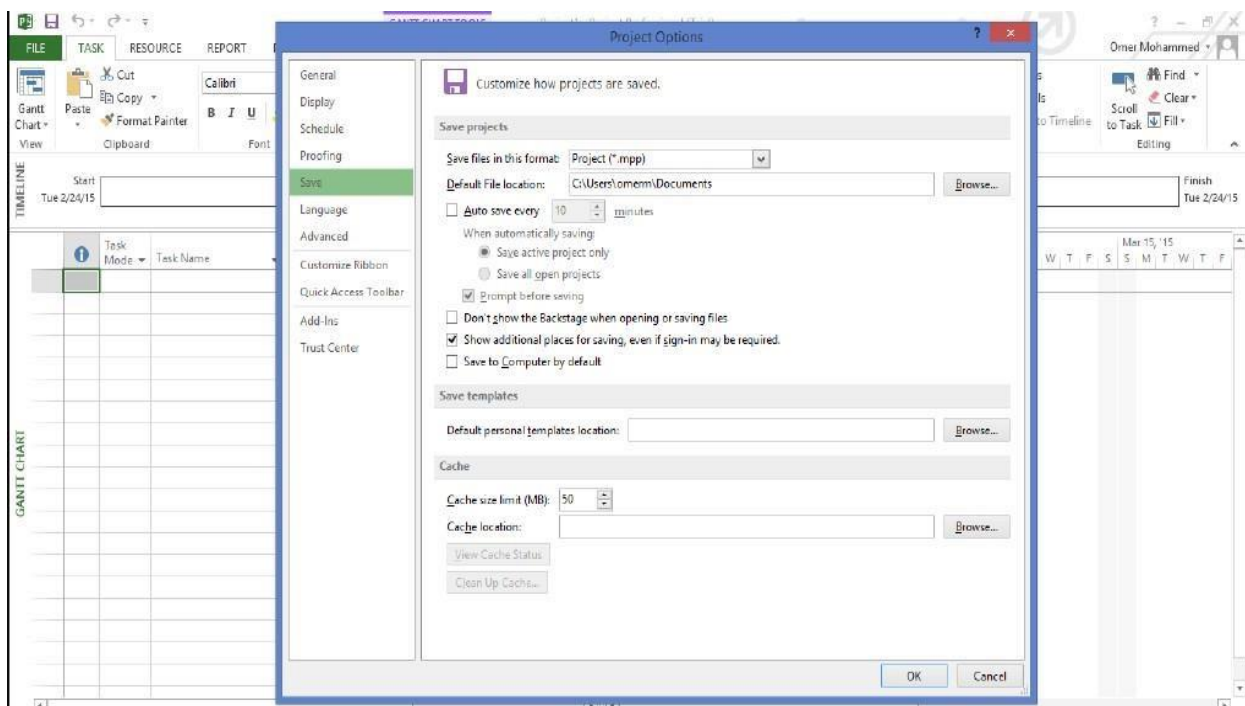 Project Options
?
FILE TASK RESOURCE REPORT
Omer Mohammed
Gantt Chart
Paste
Cut
Copy
Format Painter
Calibri
B I U
View Clipboard Font
to Timeline
Scroll to Task
Find
Clear
Fill
Editing
TIMELINE
Start
Tue 2/24/15
Finish
Tue 2/24/15
Task Mode
Task Name
Mar 15, '15
W T F S S M T W T F
GANTT CHART
General
Display
Schedule
Proofing
Save
Language
Advanced
Customize Ribbon
Quick Access Toolbar
Add-Ins
Trust Center
Customize how projects are saved.
Save projects
Save files in this format: Project (*.mpp)
Default File location: C:\Users\omerm\Documents Browse...
Auto save every 10 minutes
When automatically saving:
Save active project only
Save all open projects
Prompt before saving
Don't show the Backstage when opening or saving files
Show additional places for saving, even if sign-in may be required.
Save to Computer by default
Save templates
Default personal templates location: Browse...
Cache
Cache size limit (MB): 50
Cache location: Browse...
View Cache Status
Clean Up Cache...
OK Cancel